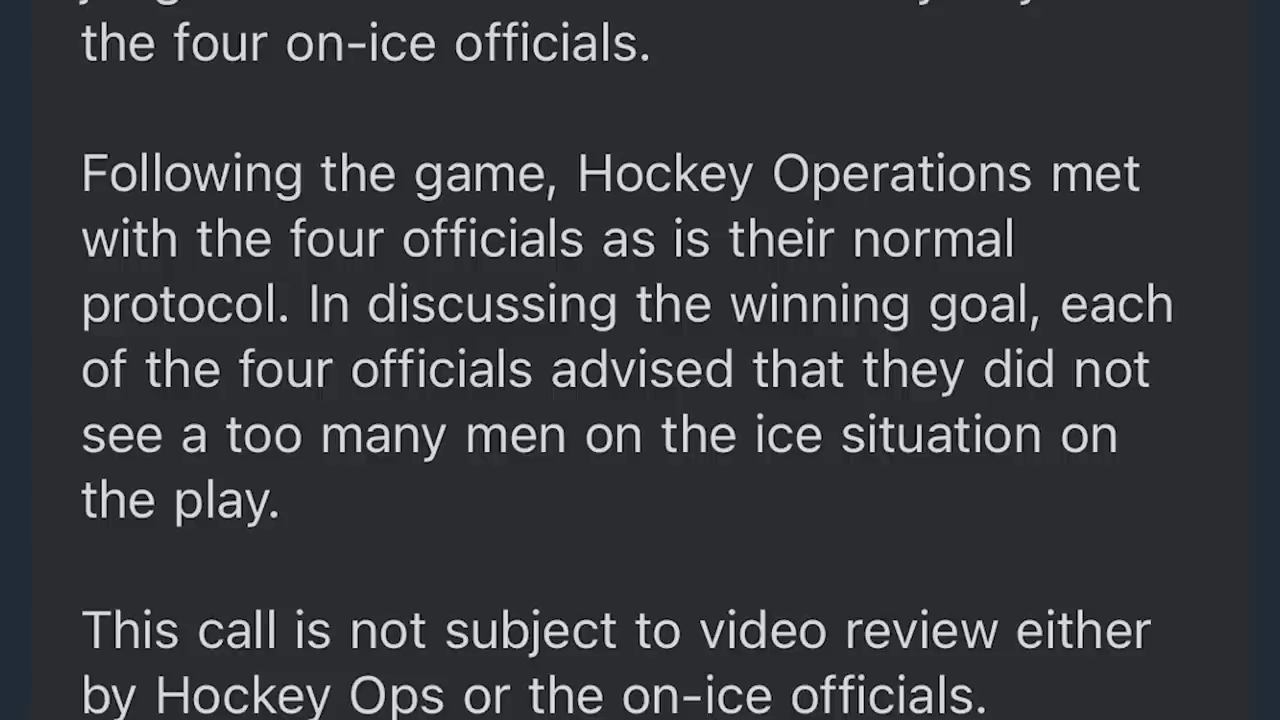 the four on-ice officials.
Following the game, Hockey Operations met
with the four officials as is their normal
protocol. In discussing the winning goal, each
of the four officials advised that they did not
see a too many men on the ice situation on
the play.
This call is not subject to video review either
by Hockey Ops or the on-ice officials.